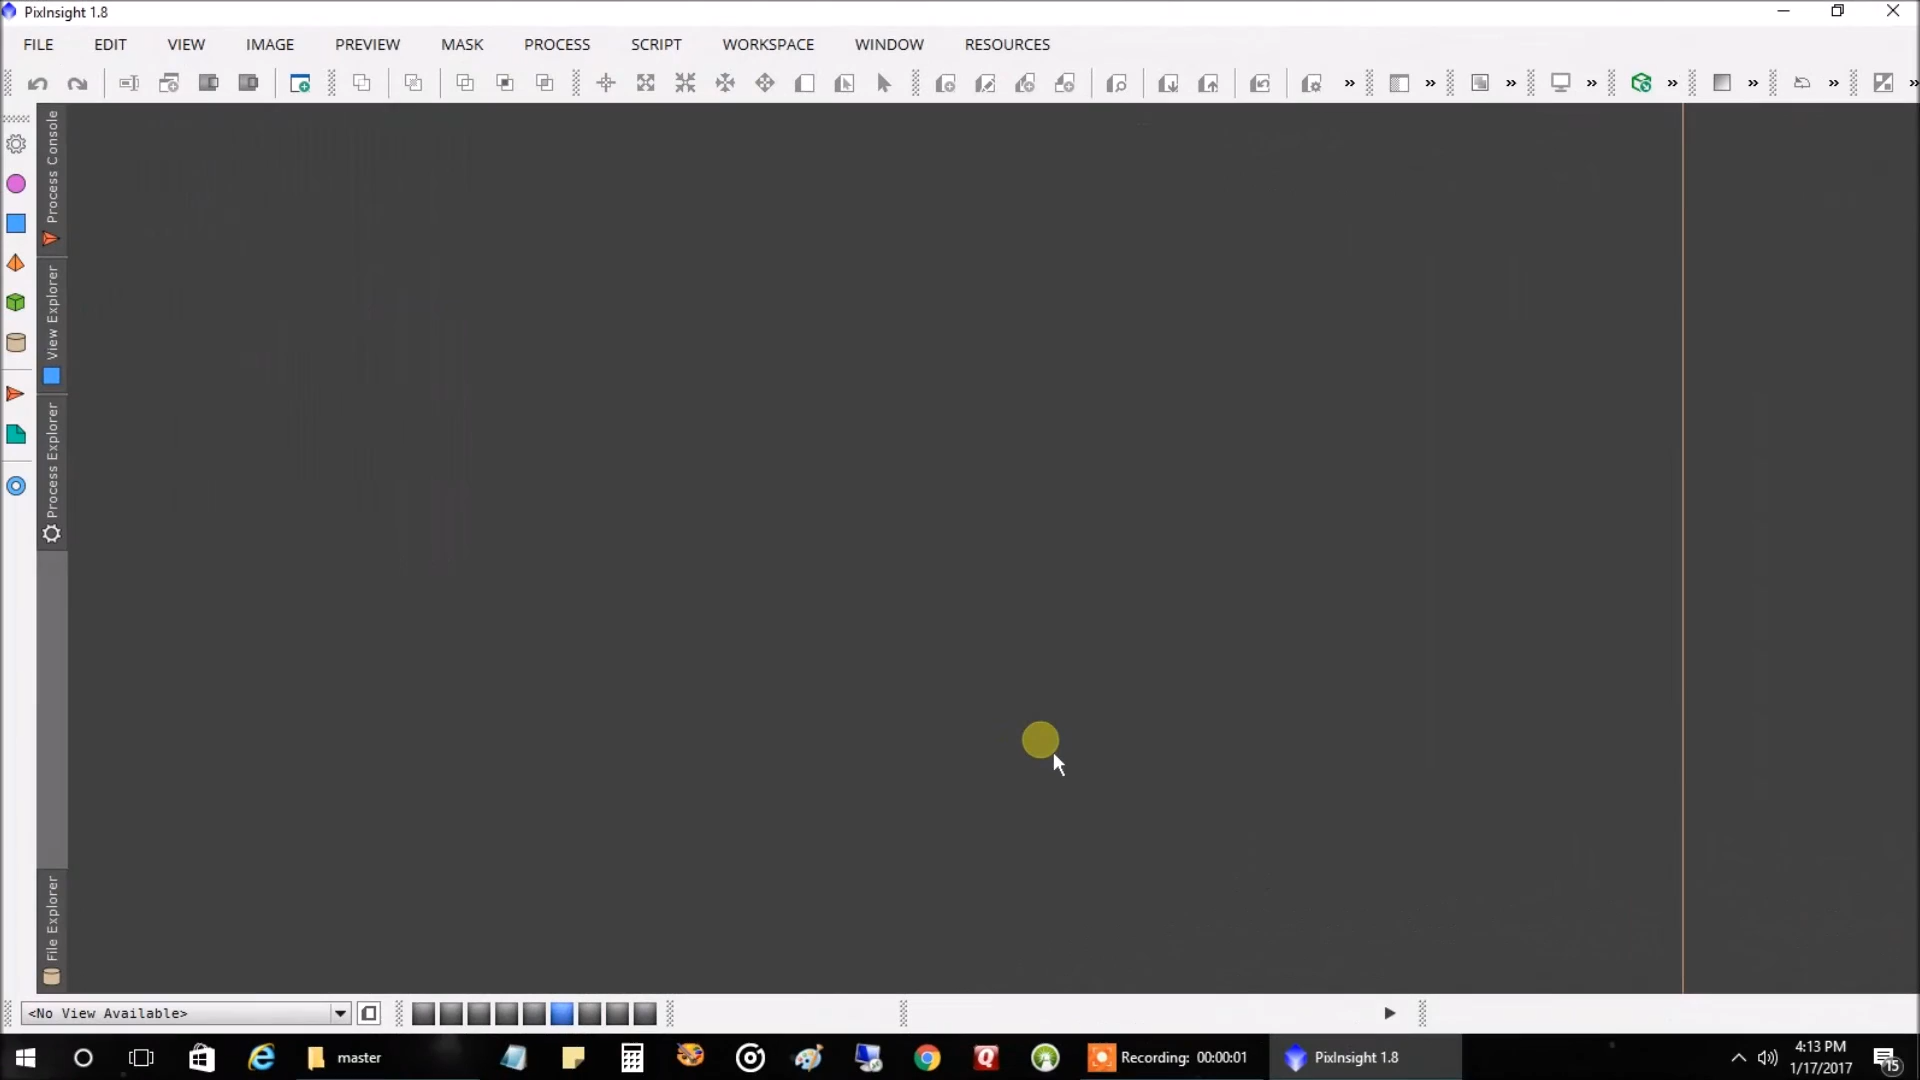 PixInsight 1.8
FILE EDIT VIEW IMAGE PREVIEW MASK PROCESS SCRIPT WORKSPACE WINDOW RESOURCES
Process Console
View Explorer
Process Explorer
File Explorer
<No View Available>
master
Recording: 00:00:01
PixInsight 1.8
4:13 PM
1/17/2017
15